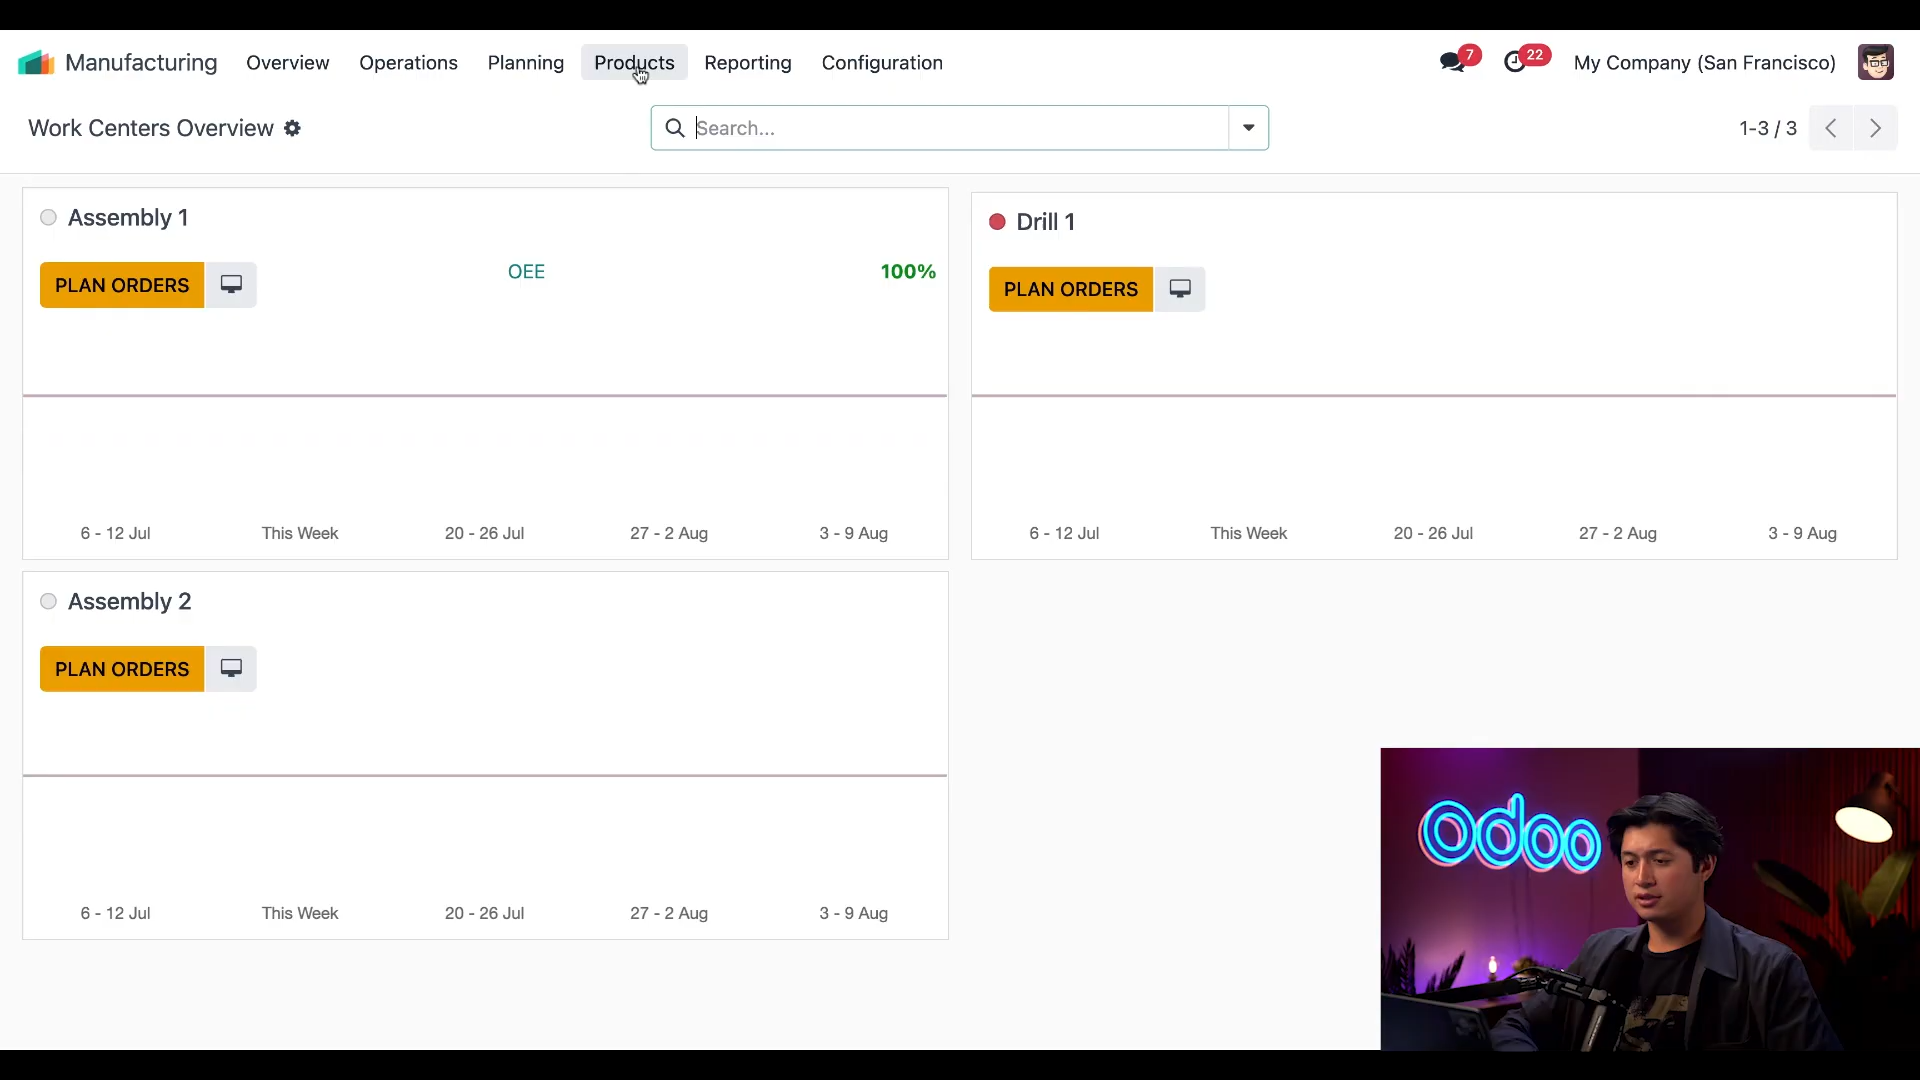 Manufacturing Overview Operations Planning Products Reporting Configuration 7 22 My Company (San Francisco)
Work Centers Overview Search... 1-3 / 3
Assembly 1
PLAN ORDERS OEE 100%
6 - 12 Jul This Week 20 - 26 Jul 27 - 2 Aug 3 - 9 Aug
Drill 1
PLAN ORDERS
6 - 12 Jul This Week 20 - 26 Jul 27 - 2 Aug 3 - 9 Aug
Assembly 2
PLAN ORDERS
6 - 12 Jul This Week 20 - 26 Jul 27 - 2 Aug 3 - 9 Aug
odoo